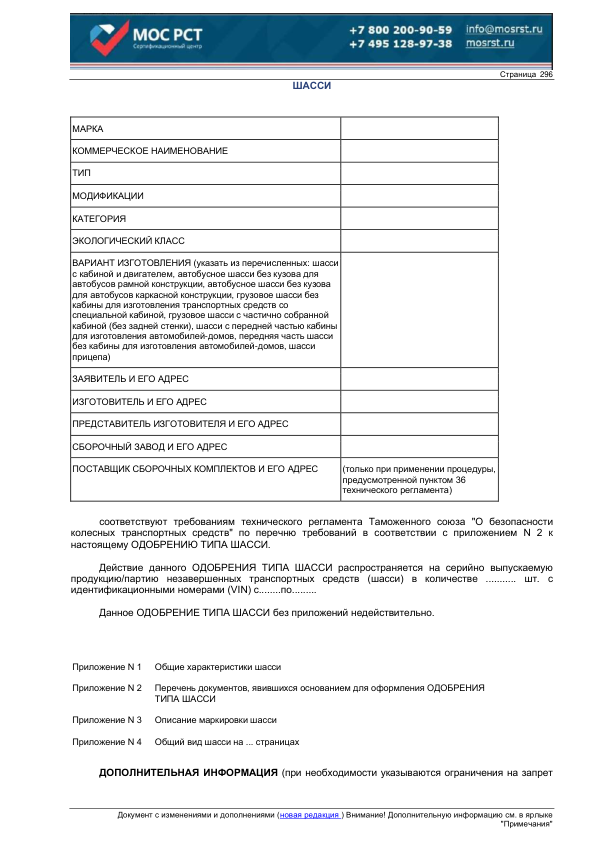 МОС РСТ
Сертификационный центр
+7 800 200-90-59
info@mosrst.ru
+7 495 128-97-38
mosrst.ru
Страница 296
ШАССИ
МАРКА
КОММЕРЧЕСКОЕ НАИМЕНОВАНИЕ
ТИП
МОДИФИКАЦИИ
КАТЕГОРИЯ
ЭКОЛОГИЧЕСКИЙ КЛАСС
ВАРИАНТ ИЗГОТОВЛЕНИЯ (указать из перечисленных: шасси
с кабиной и двигателем, автобусное шасси без кузова для
автобусов рамной конструкции, автобусное шасси без кузова
для автобусов каркасной конструкции, грузовое шасси без
кабины для изготовления транспортных средств со
специальной кабиной, грузовое шасси с частично собранной
кабиной (без задней стенки), шасси с передней частью кабины
для изготовления автомобилей-домов, передняя часть шасси
без кабины для изготовления автомобилей-домов, шасси
прицепа)
ЗАЯВИТЕЛЬ И ЕГО АДРЕС
ИЗГОТОВИТЕЛЬ И ЕГО АДРЕС
ПРЕДСТАВИТЕЛЬ ИЗГОТОВИТЕЛЯ И ЕГО АДРЕС
СБОРОЧНЫЙ ЗАВОД И ЕГО АДРЕС
ПОСТАВЩИК СБОРОЧНЫХ КОМПЛЕКТОВ И ЕГО АДРЕС
(только при применении процедуры,
предусмотренной пунктом 36
технического регламента)
соответствуют требованиям технического регламента Таможенного союза "О безопасности
колесных транспортных средств" по перечню требований в соответствии с приложением N 2 к
настоящему ОДОБРЕНИЮ ТИПА ШАССИ.
Действие данного ОДОБРЕНИЯ ТИПА ШАССИ распространяется на серийно выпускаемую
продукцию/партию незавершенных транспортных средств (шасси) в количестве ........... шт. с
идентификационными номерами (VIN) с........по.........
Данное ОДОБРЕНИЕ ТИПА ШАССИ без приложений недействительно.
Приложение N 1 Общие характеристики шасси
Приложение N 2 Перечень документов, явившихся основанием для оформления ОДОБРЕНИЯ
ТИПА ШАССИ
Приложение N 3 Описание маркировки шасси
Приложение N 4 Общий вид шасси на ... страницах
ДОПОЛНИТЕЛЬНАЯ ИНФОРМАЦИЯ (при необходимости указываются ограничения на запрет
Документ с изменениями и дополнениями (новая редакция ) Внимание! Дополнительную информацию см. в ярлыке
"Примечания"